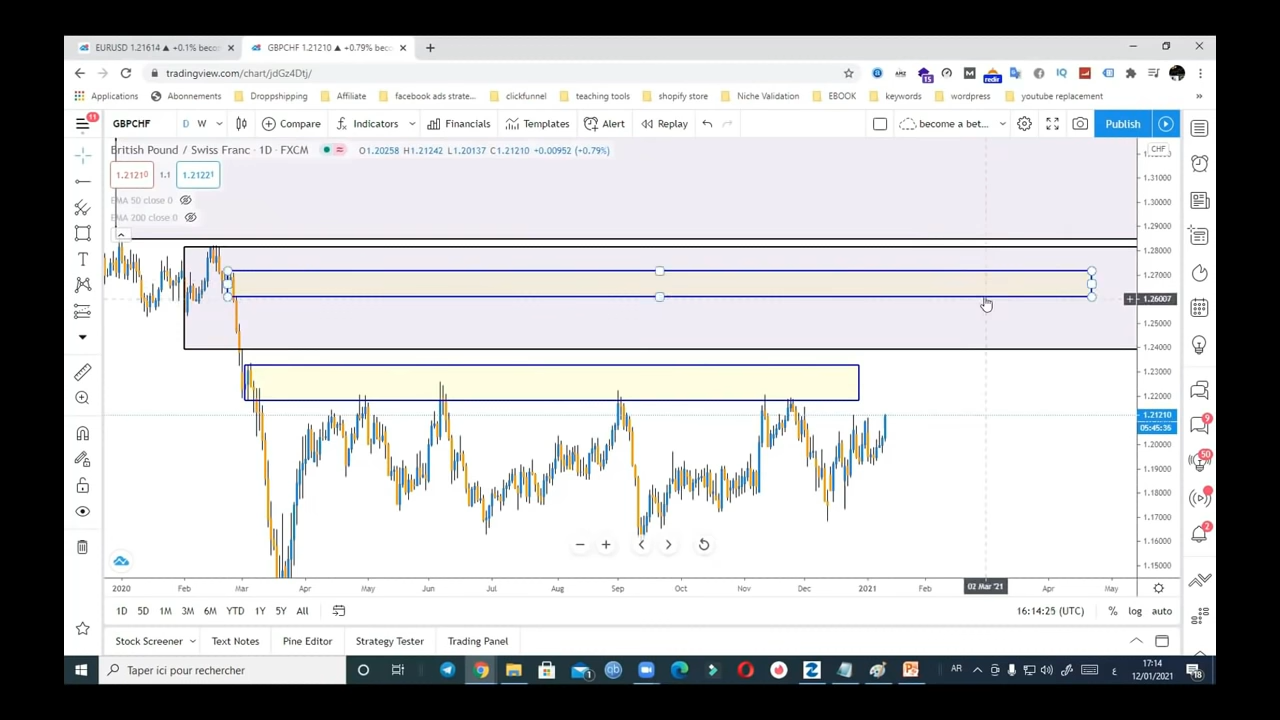 EURUSD 1.21614 ▲ +0.1% beco
GBPCHF 1.21210 ▲ +0.79% bec
tradingview.com/chart/jdGz4Dtj/
Applications Abonnements Droppshipping Affiliate facebook ads strate... clickfunnel teaching tools shopify store Niche Validation EBOOK keywords wordpress youtube replacement »
11 GBPCHF D W Compare Indicators Financials Templates Alert Replay become a bet... Publish
British Pound / Swiss Franc · 1D · FXCM O1.20258 H1.21242 L1.20137 C1.21210 +0.00952 (+0.79%)
CHF
1.21210 1.1 1.21221
EMA 50 close 0
EMA 200 close 0
1.31000
1.30000
1.29000
1.28000
1.27000
1.26007
1.25000
1.24000
1.23000
1.22000
1.21210
05:45:35
1.20000
1.19000
1.18000
1.17000
1.16000
1.15000
2020 Feb Mar Apr May Jun Jul Aug Sep Oct Nov Dec 2021 Feb 02 Mar '21 Apr May
1D 5D 1M 3M 6M YTD 1Y 5Y All 16:14:25 (UTC) % log auto
Stock Screener Text Notes Pine Editor Strategy Tester Trading Panel
Taper ici pour rechercher AR ع 17:14
12/01/2021 18